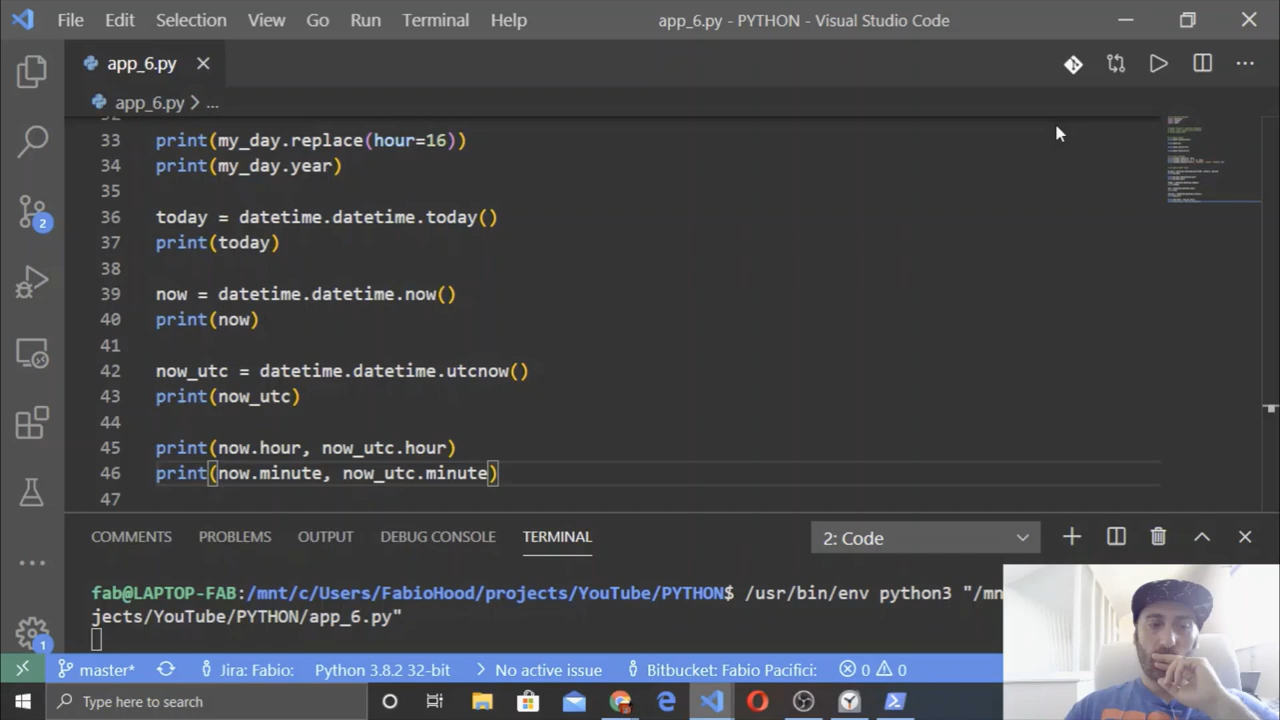 File Edit Selection View Go Run Terminal Help app_6.py - PYTHON - Visual Studio Code
app_6.py
app_6.py > ...
33 print(my_day.replace(hour=16))
34 print(my_day.year)
35
36 today = datetime.datetime.today()
37 print(today)
38
39 now = datetime.datetime.now()
40 print(now)
41
42 now_utc = datetime.datetime.utcnow()
43 print(now_utc)
44
45 print(now.hour, now_utc.hour)
46 print(now.minute, now_utc.minute)
47
2
COMMENTS PROBLEMS OUTPUT DEBUG CONSOLE TERMINAL 2: Code
fab@LAPTOP-FAB:/mnt/c/Users/FabioHood/projects/YouTube/PYTHON$ /usr/bin/env python3 "/mn
jects/YouTube/PYTHON/app_6.py"
1
master* Jira: Fabio: Python 3.8.2 32-bit No active issue Bitbucket: Fabio Pacifici: 0 0
Type here to search